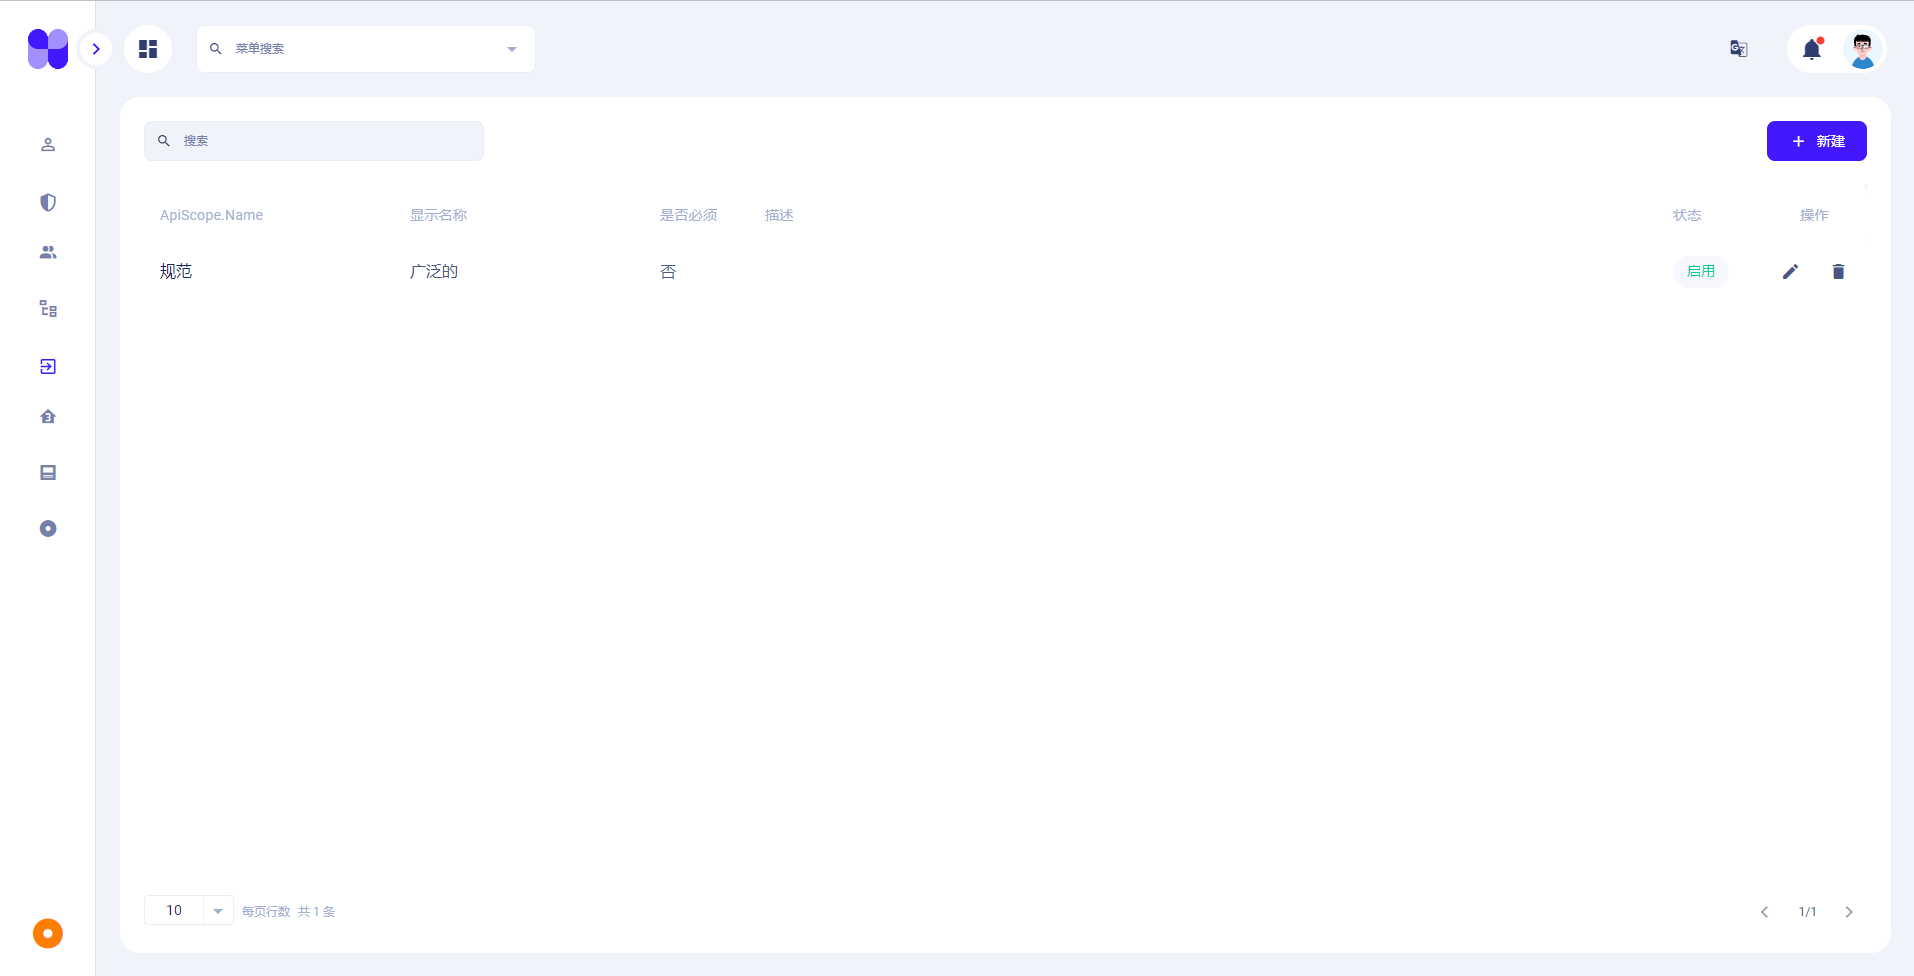 菜单搜索
搜索
新建
ApiScope.Name 显示名称 是否必须 描述 状态 操作
规范 广泛的 否 启用
10 每页行数 共 1 条 1/1